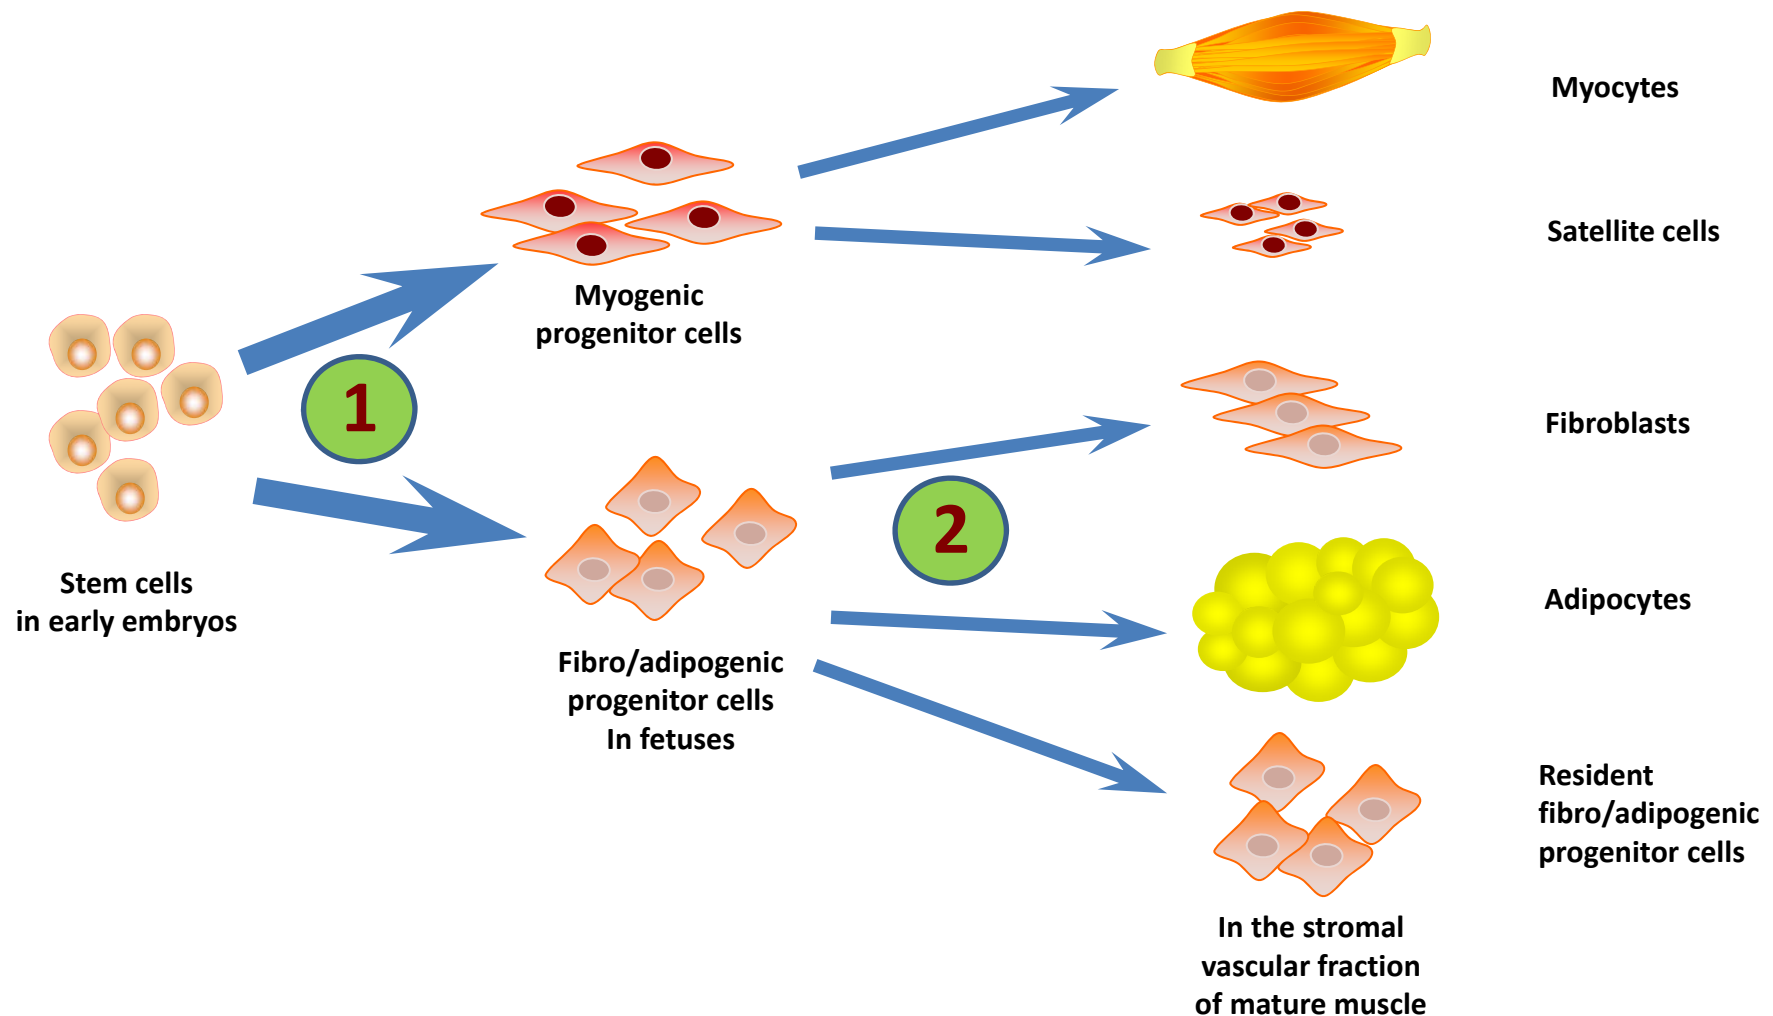 Myocytes
Satellite cells
Myogenic
progenitor cells
1
Stem cells
in early embryos
Fibroblasts
2
Adipocytes
Fibro/adipogenic
progenitor cells
In fetuses
Resident
fibro/adipogenic
progenitor cells
In the stromal
vascular fraction
of mature muscle